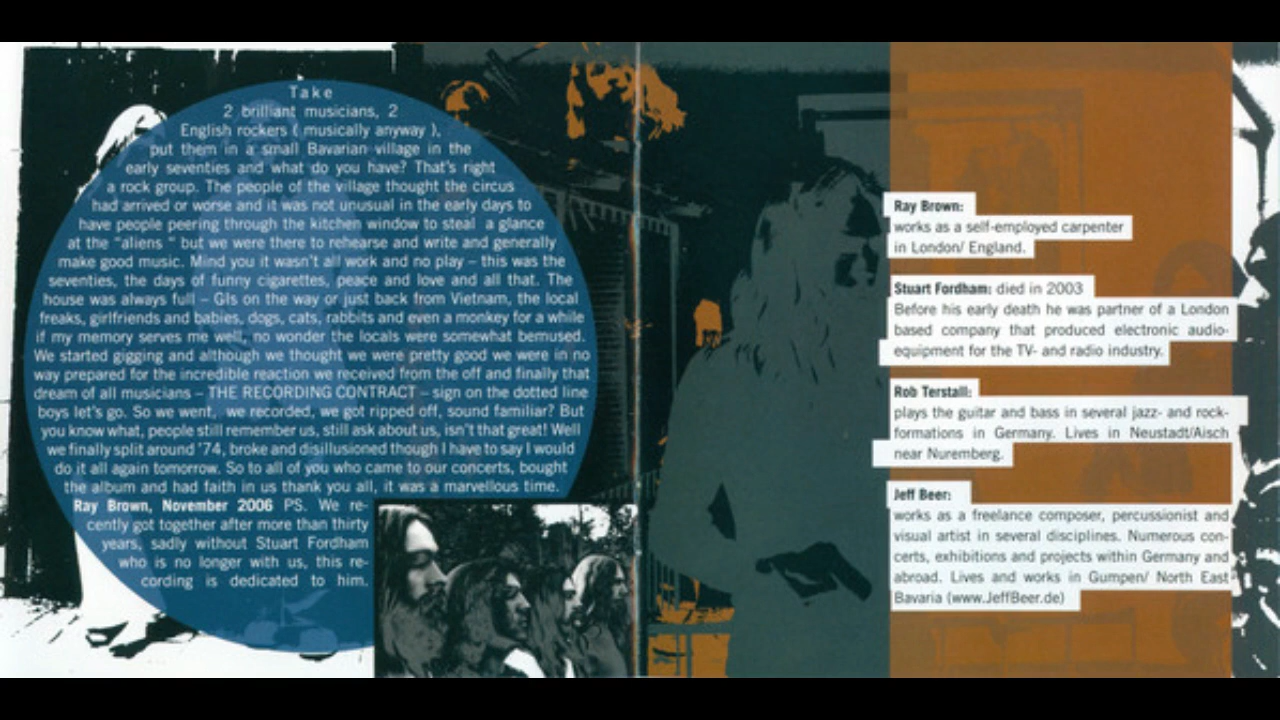 Take
2 brilliant musicians, 2
English rockers ( musically anyway ),
put them in a small Bavarian village in the
early seventies and what do you have? That's right
a rock group. The people of the village thought the circus
had arrived or worse and it was not unusual in the early days to
have people peering through the kitchen window to steal a glance
at the "aliens " but we were there to rehearse and write and generally
make good music. Mind you it wasn't all work and no play – this was the
seventies, the days of funny cigarettes, peace and love and all that. The
house was always full – GIs on the way or just back from Vietnam, the local
freaks, girlfriends and babies, dogs, cats, rabbits and even a monkey for a while
if my memory serves me well, no wonder the locals were somewhat bemused.
We started gigging and although we thought we were pretty good we were in no
way prepared for the incredible reaction we received from the off and finally that
dream of all musicians – THE RECORDING CONTRACT – sign on the dotted line
boys let's go. So we went, we recorded, we got ripped off, sound familiar? But
you know what, people still remember us, still ask about us, isn't that great! Well
we finally split around '74, broke and disillusioned though I have to say I would
do it all again tomorrow. So to all of you who came to our concerts, bought
the album and had faith in us thank you all, it was a marvellous time.
Ray Brown, November 2006 PS. We re-
cently got together after more than thirty
years, sadly without Stuart Fordham
who is no longer with us, this re-
cording is dedicated to him.
Ray Brown:
works as a self-employed carpenter
in London/ England.
Stuart Fordham: died in 2003
Before his early death he was partner of a London
based company that produced electronic audio-
equipment for the TV- and radio industry.
Rob Terstall:
plays the guitar and bass in several jazz- and rock-
formations in Germany. Lives in Neustadt/Aisch
near Nuremberg.
Jeff Beer:
works as a freelance composer, percussionist and
visual artist in several disciplines. Numerous con-
certs, exhibitions and projects within Germany and
abroad. Lives and works in Gumpen/ North East
Bavaria (www.JeffBeer.de)